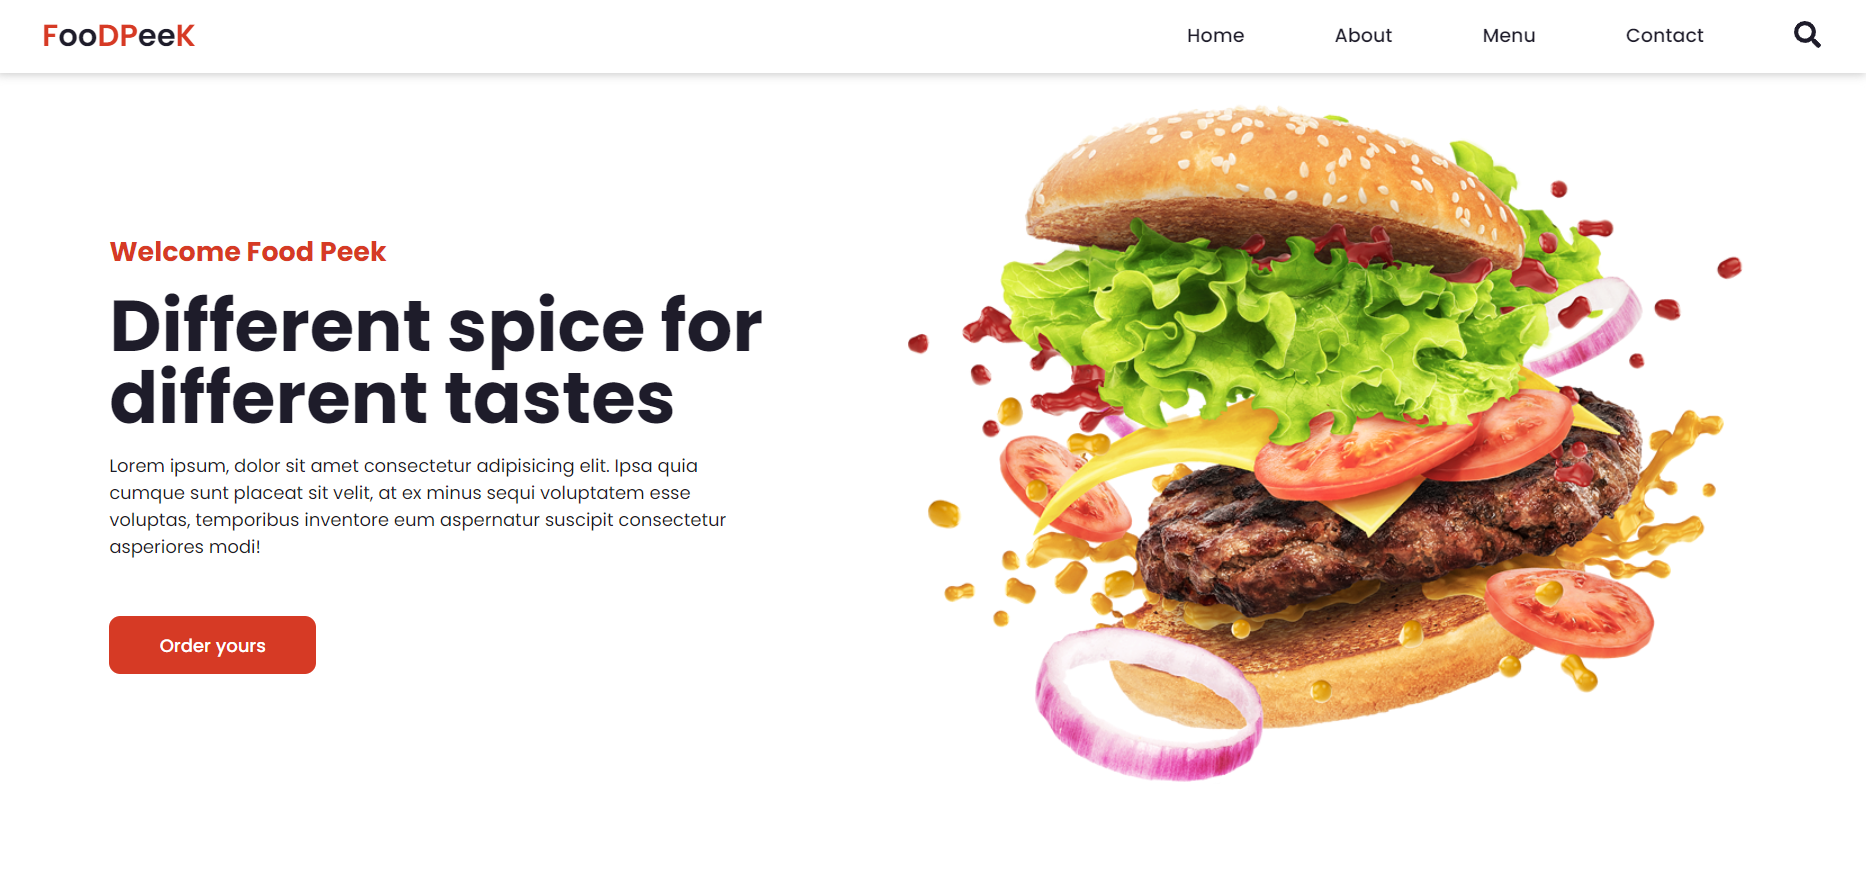 FooDPeeK
Home About Menu Contact
Welcome Food Peek
Different spice for
different tastes
Lorem ipsum, dolor sit amet consectetur adipisicing elit. Ipsa quia
cumque sunt placeat sit velit, at ex minus sequi voluptatem esse
voluptas, temporibus inventore eum aspernatur suscipit consectetur
asperiores modi!
Order yours